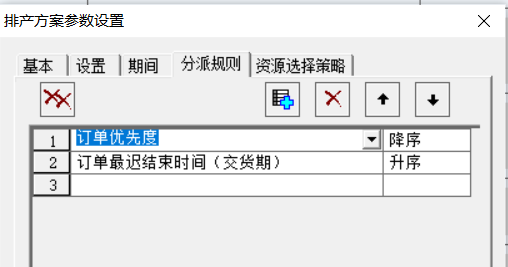 排产方案参数设置
基本 设置 期间 分派规则 资源选择策略
1 订单优先度 降序
2 订单最迟结束时间（交货期） 升序
3